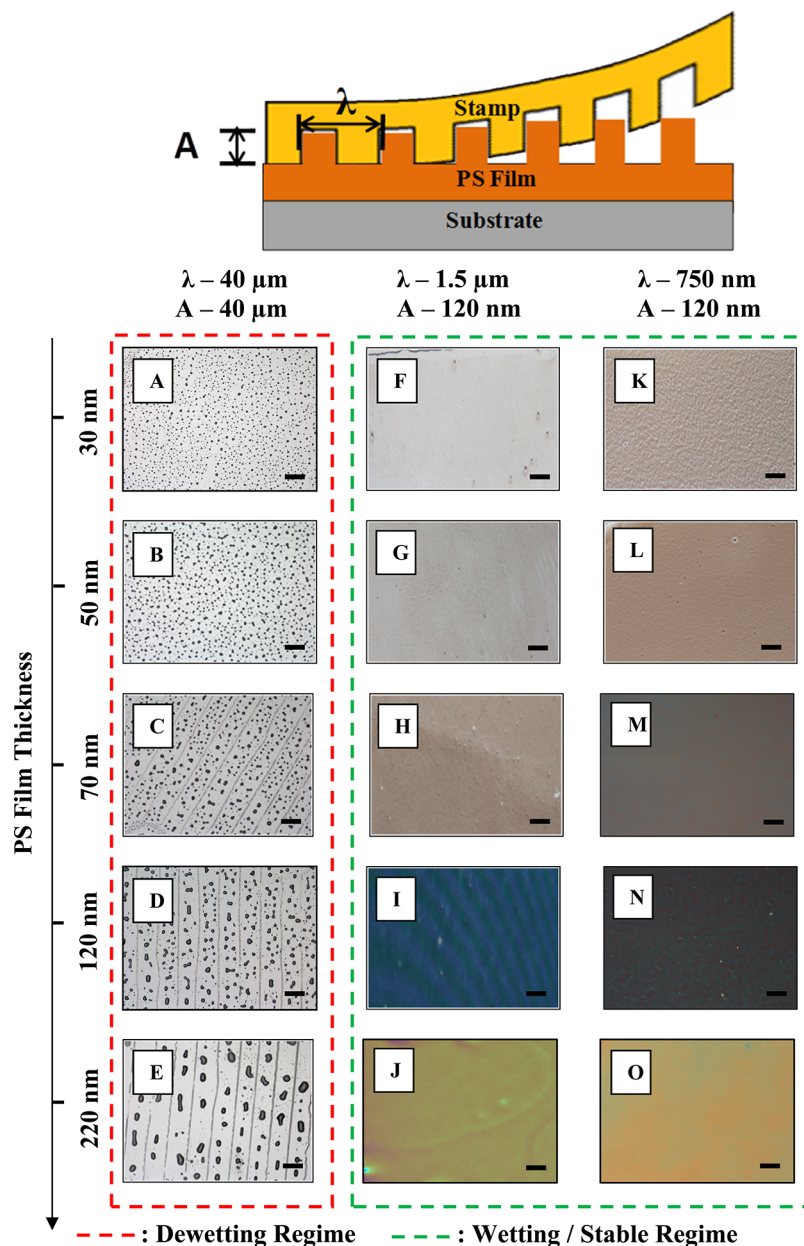 λ
Stamp
A
PS Film
Substrate
λ – 40 µm
A – 40 µm
λ – 1.5 µm
A – 120 nm
λ – 750 nm
A – 120 nm
PS Film Thickness
30 nm
A
F
K
50 nm
B
G
L
70 nm
C
H
M
120 nm
D
I
N
220 nm
E
J
O
: Dewetting Regime
: Wetting / Stable Regime